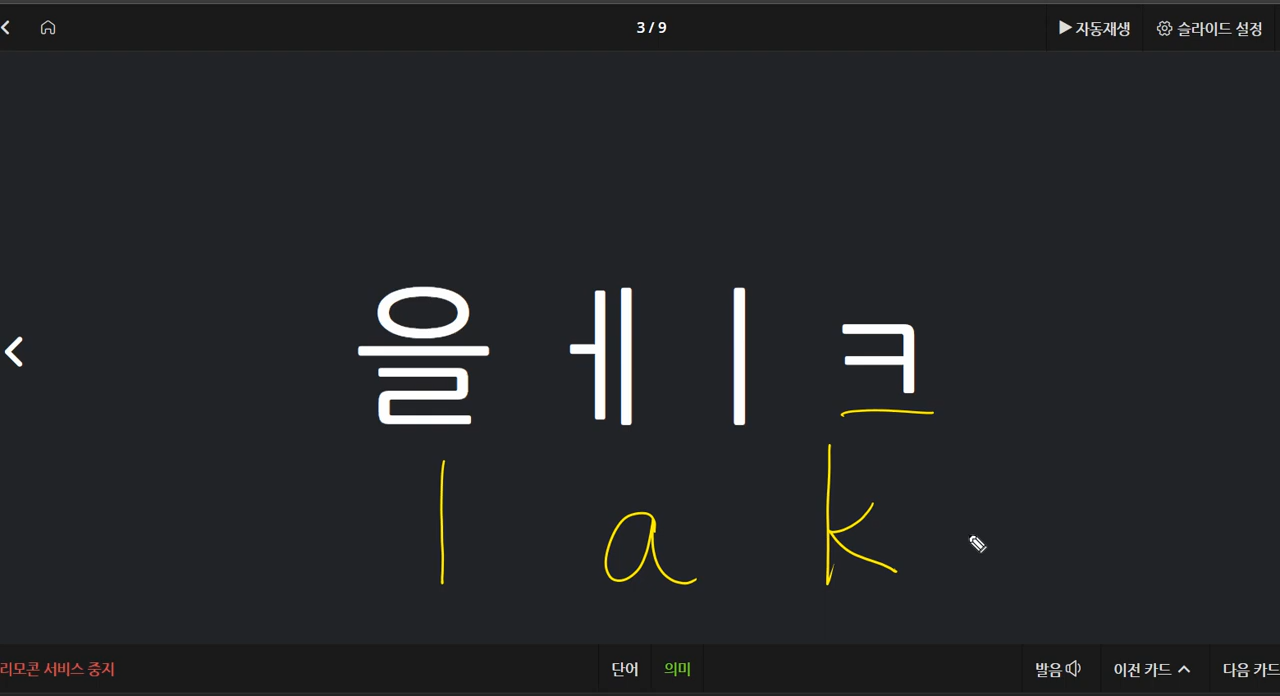 3 / 9
▶ 자동재생
슬라이드 설정
을 ㅔ ㅣ ㅋ
l a k
리모콘 서비스 중지
단어
의미
발음
이전 카드
다음 카드